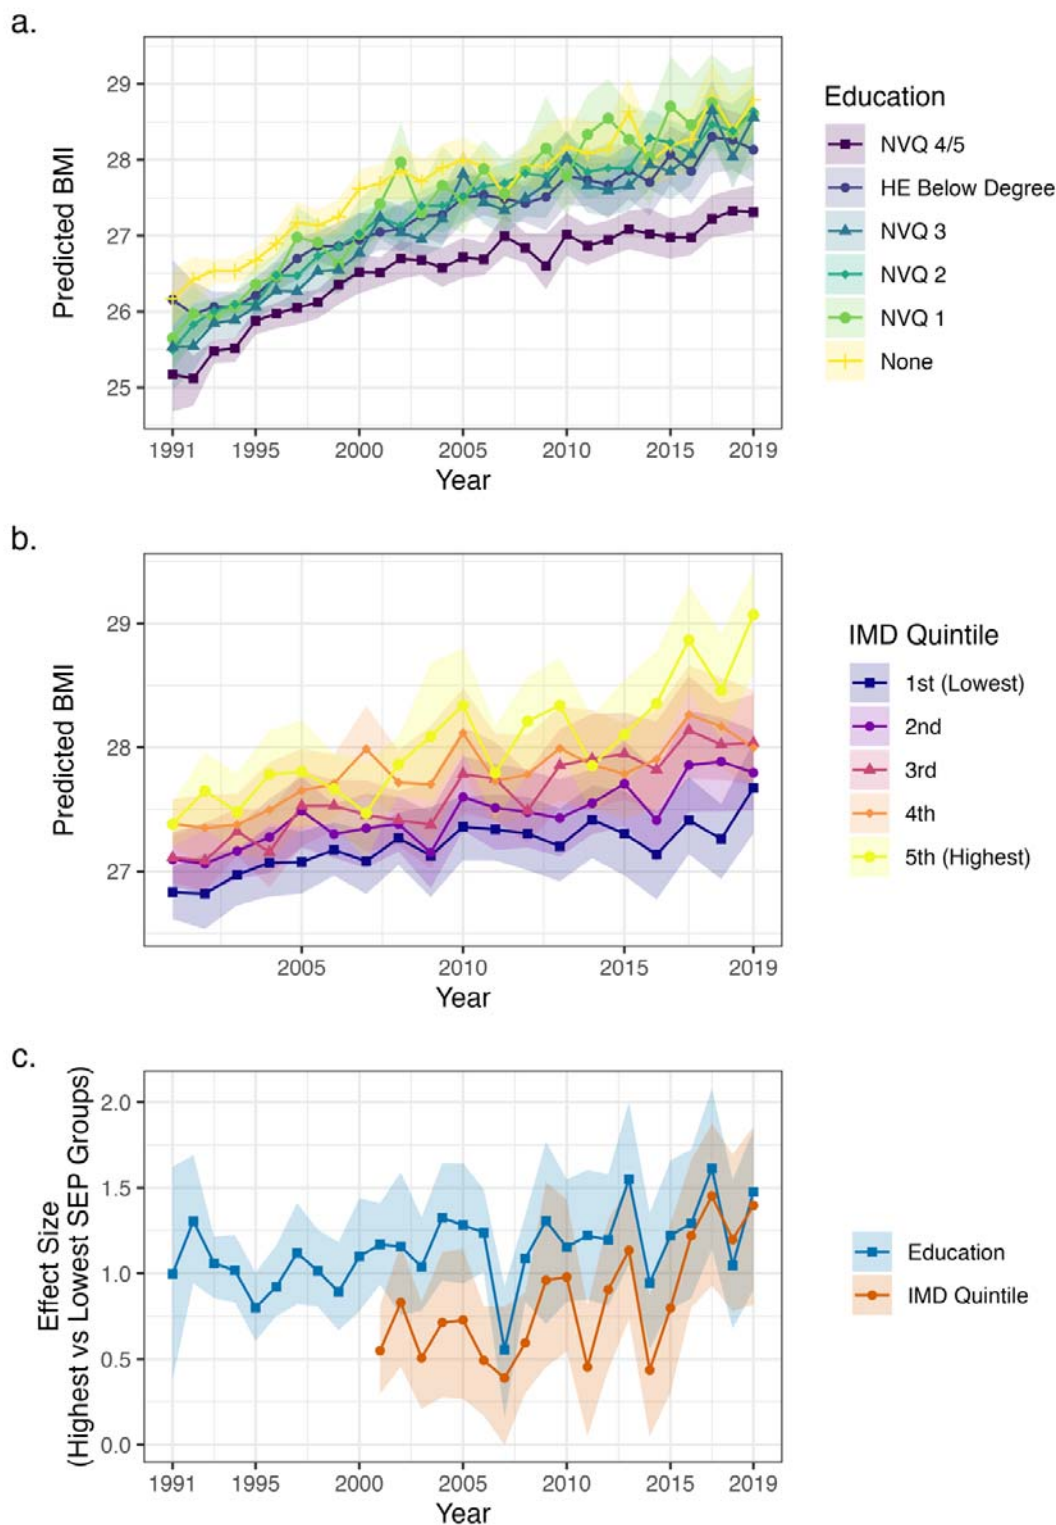 a.
29
28
27
26
25
Predicted BMI
1991 1995 2000 2005 2010 2015 2019
Year
Education
NVQ 4/5
HE Below Degree
NVQ 3
NVQ 2
NVQ 1
None
b.
29
28
27
Predicted BMI
2005 2010 2015 2019
Year
IMD Quintile
1st (Lowest)
2nd
3rd
4th
5th (Highest)
c.
2.0
1.5
1.0
0.5
0.0
Effect Size
(Highest vs Lowest SEP Groups)
1991 1995 2000 2005 2010 2015 2019
Year
Education
IMD Quintile